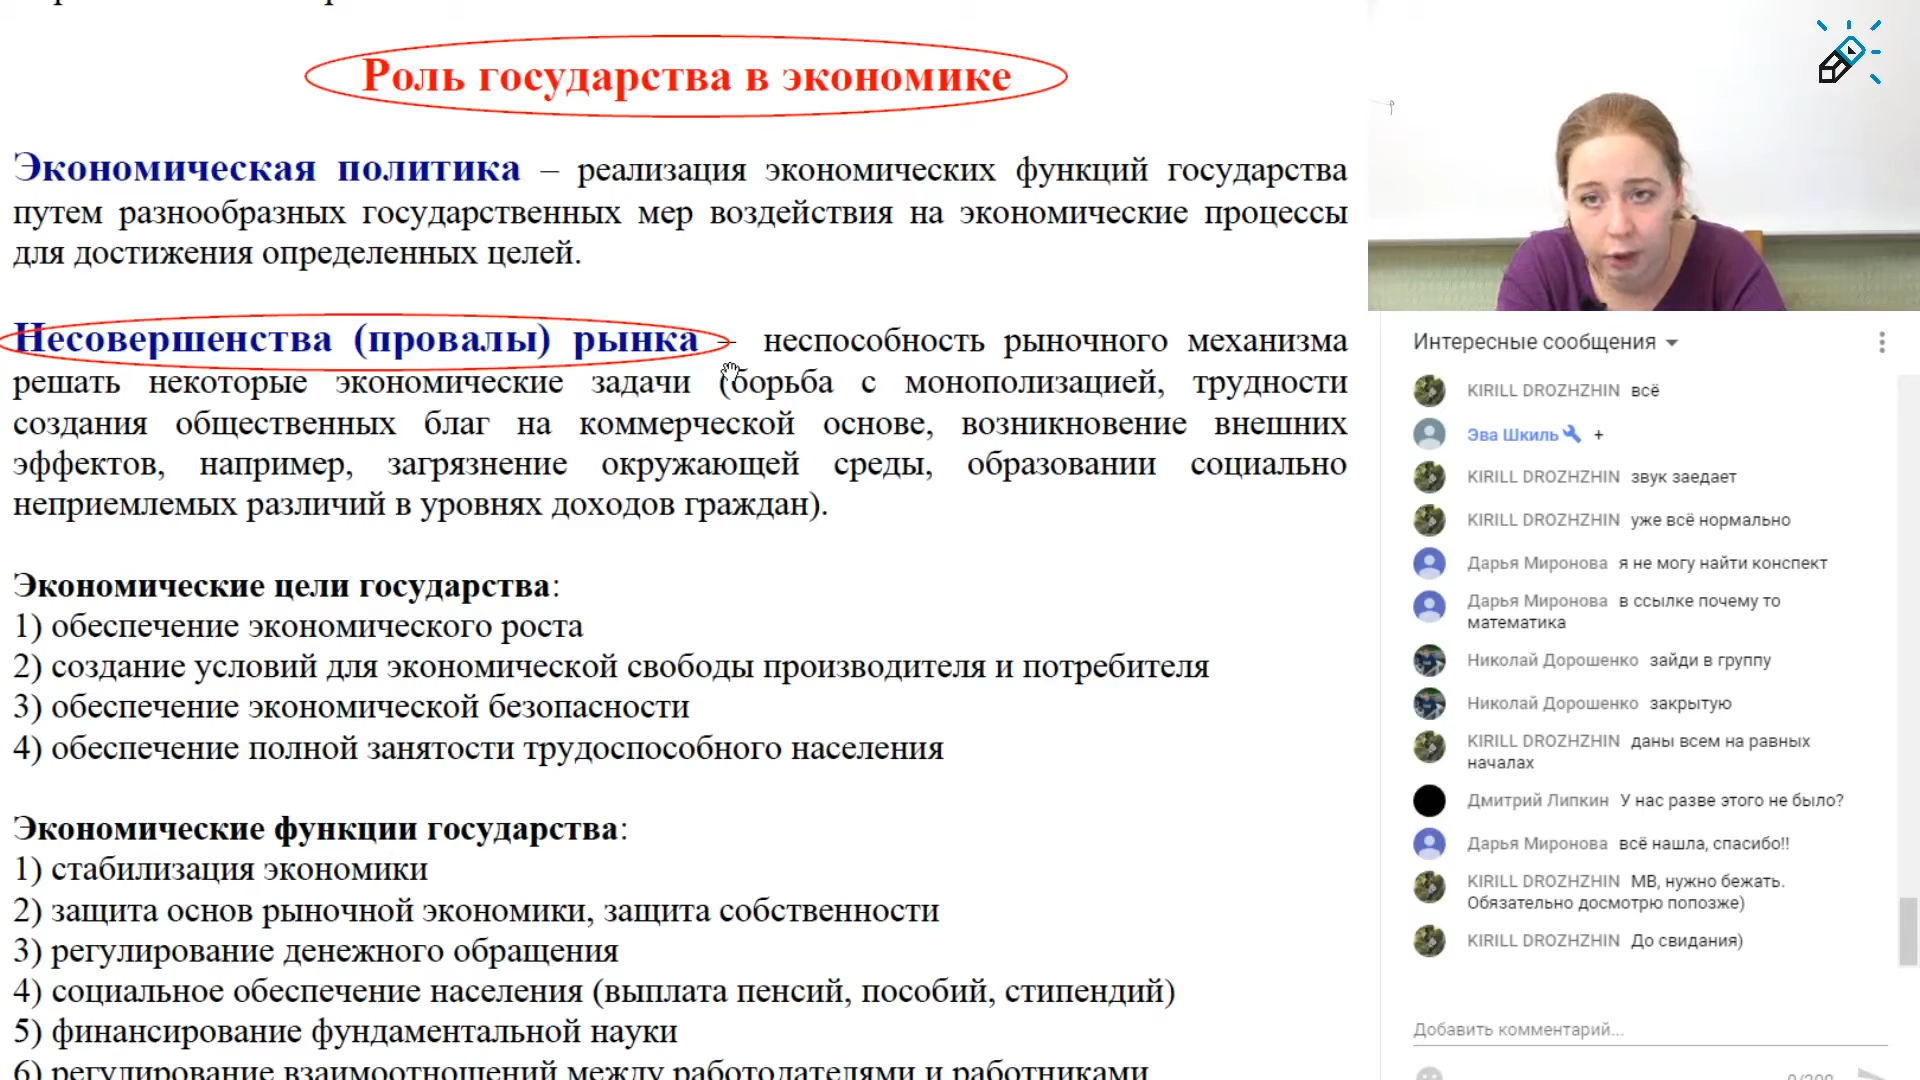 Роль государства в экономике
Экономическая политика – реализация экономических функций государства
путем разнообразных государственных мер воздействия на экономические процессы
для достижения определенных целей.
Несовершенства (провалы) рынка – неспособность рыночного механизма
решать некоторые экономические задачи (борьба с монополизацией, трудности
создания общественных благ на коммерческой основе, возникновение внешних
эффектов, например, загрязнение окружающей среды, образовании социально
неприемлемых различий в уровнях доходов граждан).
Экономические цели государства:
1) обеспечение экономического роста
2) создание условий для экономической свободы производителя и потребителя
3) обеспечение экономической безопасности
4) обеспечение полной занятости трудоспособного населения
Экономические функции государства:
1) стабилизация экономики
2) защита основ рыночной экономики, защита собственности
3) регулирование денежного обращения
4) социальное обеспечение населения (выплата пенсий, пособий, стипендий)
5) финансирование фундаментальной науки
6) регулирование взаимоотношений между работодателями и работниками
Интересные сообщения
KIRILL DROZHZHIN всё
Эва Шкиль +
KIRILL DROZHZHIN звук заедает
KIRILL DROZHZHIN уже всё нормально
Дарья Миронова я не могу найти конспект
Дарья Миронова в ссылке почему то
математика
Николай Дорошенко зайди в группу
Николай Дорошенко закрытую
KIRILL DROZHZHIN даны всем на равных
началах
Дмитрий Липкин У нас разве этого не было?
Дарья Миронова всё нашла, спасибо!!
KIRILL DROZHZHIN МВ, нужно бежать.
Обязательно досмотрю попозже)
KIRILL DROZHZHIN До свидания)
Добавить комментарий...
0/200